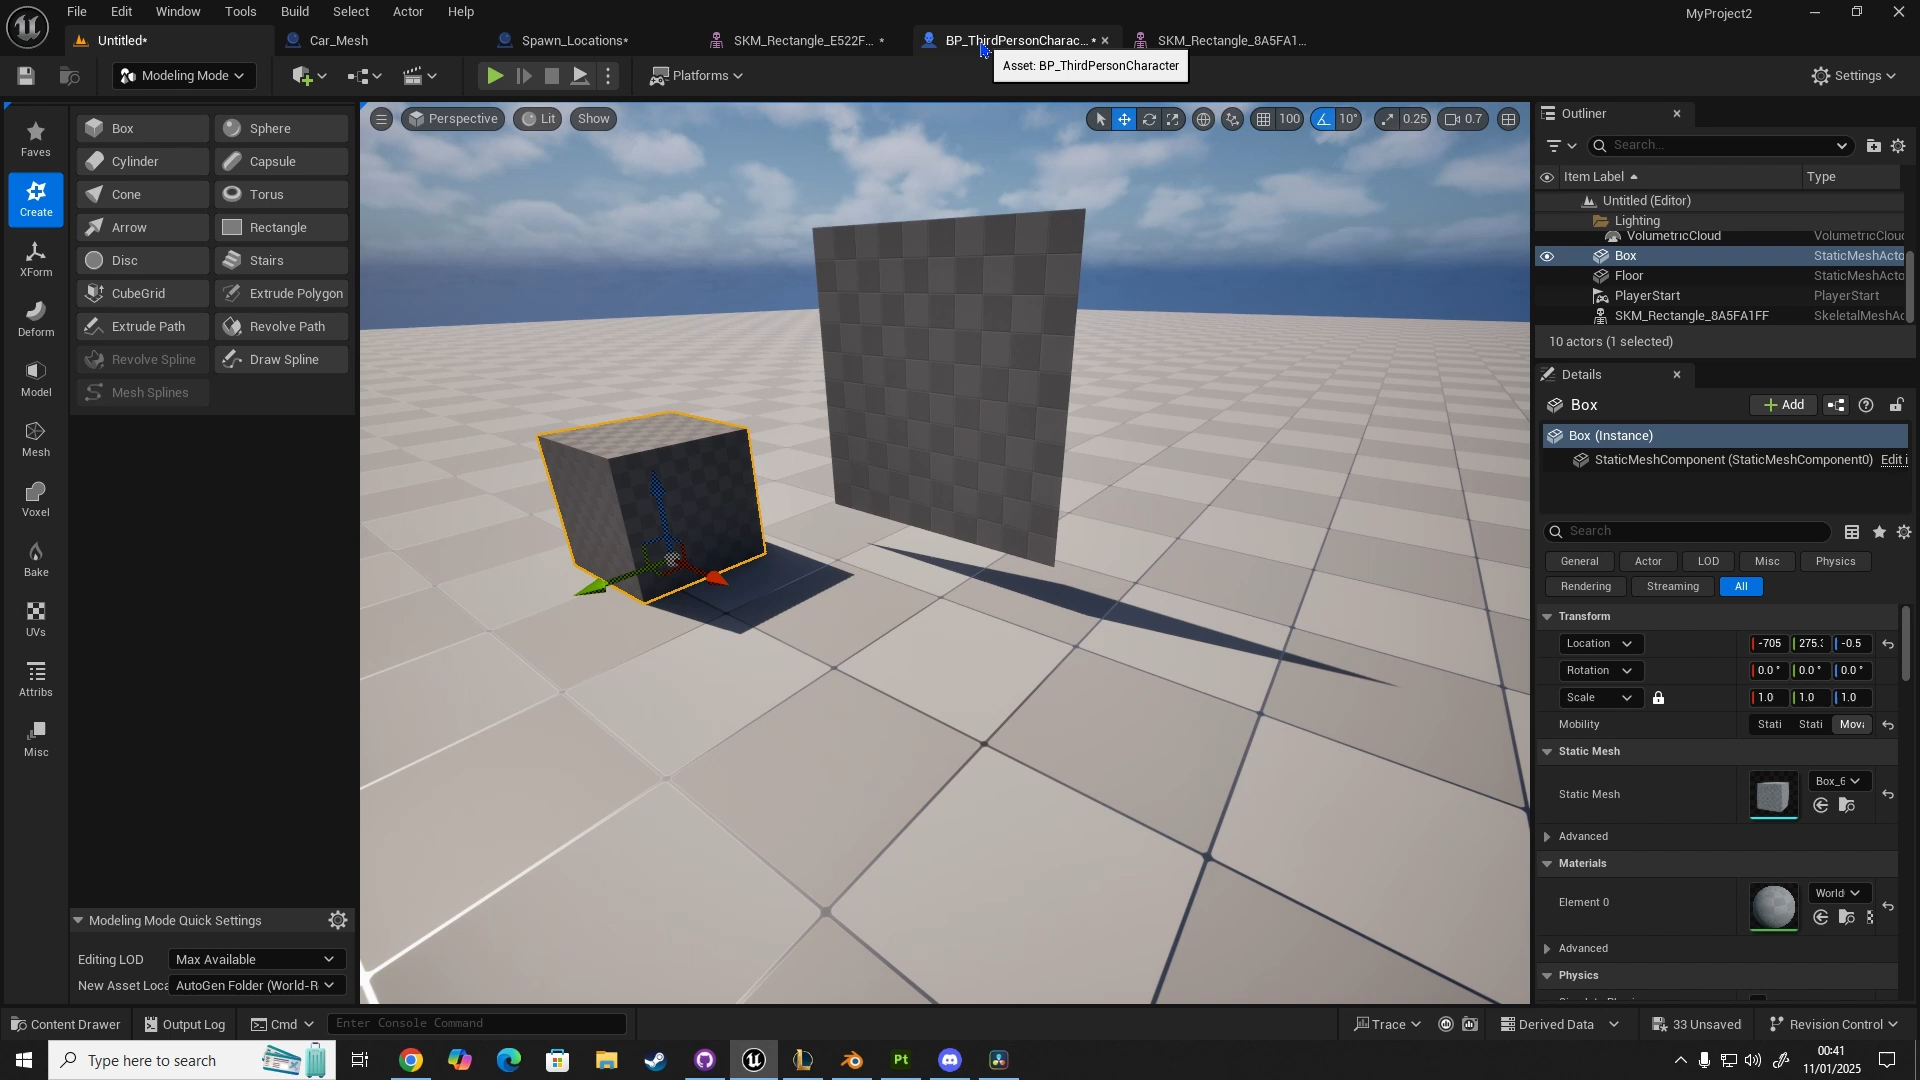 File Edit Window Tools Build Select Actor Help
MyProject2
Untitled*
Car_Mesh
Spawn_Locations*
SKM_Rectangle_E522F... *
BP_ThirdPersonCharac... *
SKM_Rectangle_8A5FA1...
Asset: BP_ThirdPersonCharacter
Modeling Mode
Platforms
Settings
Faves
Create
XForm
Deform
Model
Mesh
Voxel
Bake
UVs
Attribs
Misc
Box
Sphere
Cylinder
Capsule
Cone
Torus
Arrow
Rectangle
Disc
Stairs
CubeGrid
Extrude Polygon
Extrude Path
Revolve Path
Revolve Spline
Draw Spline
Mesh Splines
Modeling Mode Quick Settings
Editing LOD
Max Available
New Asset Loca
AutoGen Folder (World-R
Perspective
Lit
Show
100
10°
0.25
0.7
Outliner
Search...
Item Label
Type
Untitled (Editor)
Lighting
VolumetricCloud
VolumetricCloud
Box
StaticMeshActo
Floor
StaticMeshActo
PlayerStart
PlayerStart
SKM_Rectangle_8A5FA1FF
SkeletalMeshAc
10 actors (1 selected)
Details
Box
Add
Box (Instance)
StaticMeshComponent (StaticMeshComponent0)
Edit i
Search
General
Actor
LOD
Misc
Physics
Rendering
Streaming
All
Transform
Location
-705
275.
-0.5
Rotation
0.0 °
0.0 °
0.0 °
Scale
1.0
1.0
1.0
Mobility
Stati
Stati
Mova
Static Mesh
Static Mesh
Box_6
Advanced
Materials
Element 0
World
Advanced
Physics
Content Drawer
Output Log
Cmd
Enter Console Command
Trace
Derived Data
33 Unsaved
Revision Control
Type here to search
Pt
00:41
11/01/2025